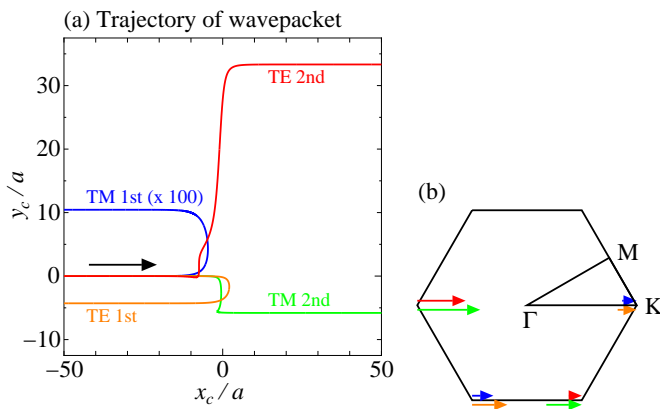 (a) Trajectory of wavepacket
30
20
10
0
−10
y_c / a
TE 2nd
TM 1st (x 100)
TE 1st
TM 2nd
−50
0
50
x_c / a
(b)
M
Γ
K